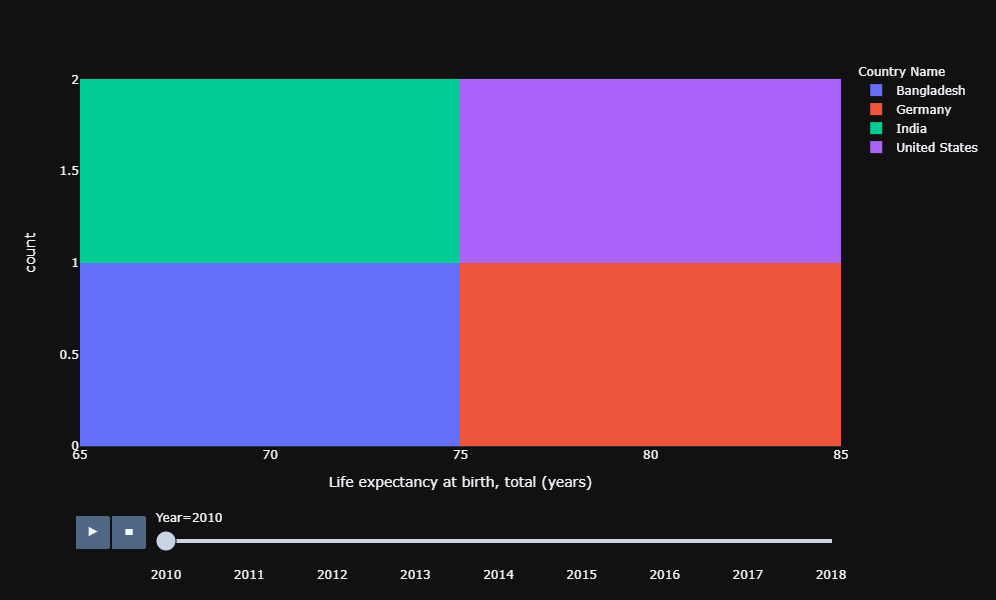 Country Name
Bangladesh
Germany
India
United States
2
1.5
1
0.5
0
count
65 70 75 80 85
Life expectancy at birth, total (years)
Year=2010
2010 2011 2012 2013 2014 2015 2016 2017 2018